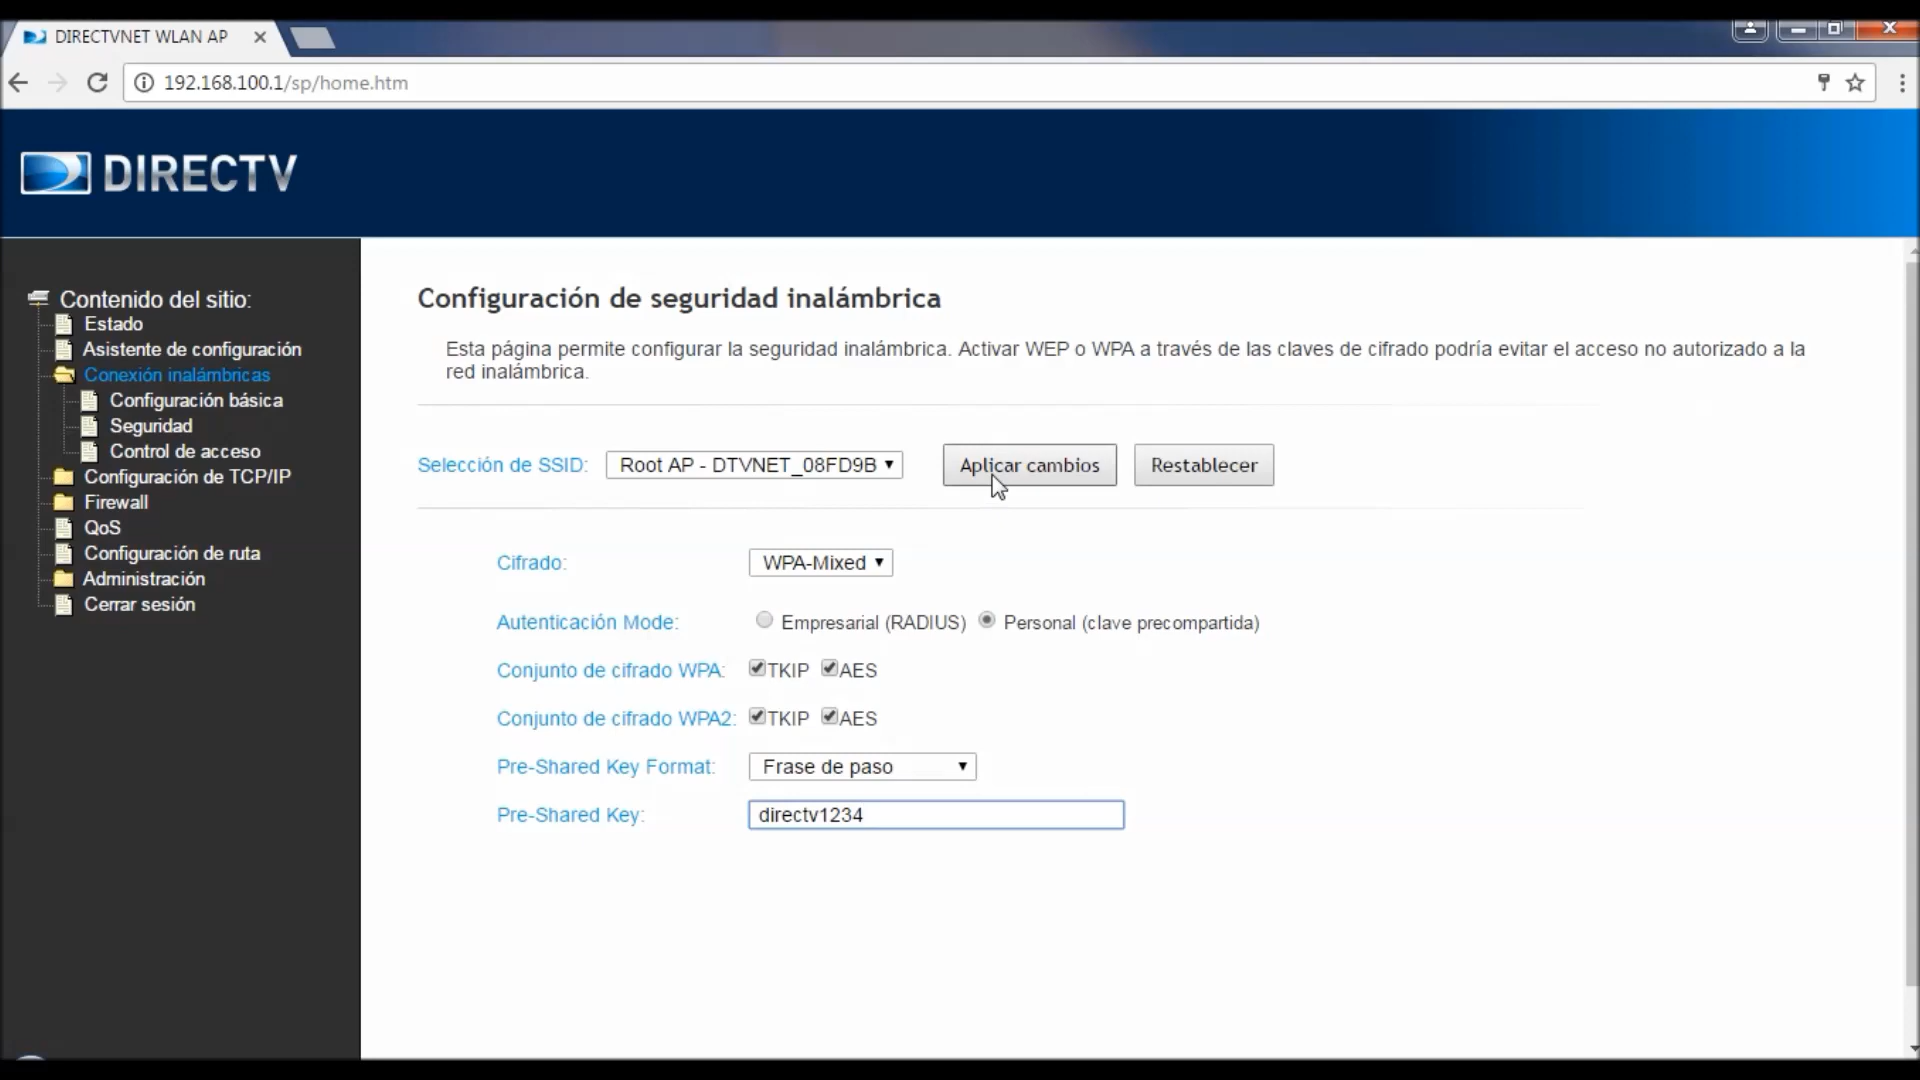 DIRECTVNET WLAN AP
192.168.100.1/sp/home.htm
DIRECTV
Contenido del sitio:
Estado
Asistente de configuración
Conexión inalámbricas
Configuración básica
Seguridad
Control de acceso
Configuración de TCP/IP
Firewall
QoS
Configuración de ruta
Administración
Cerrar sesión
Configuración de seguridad inalámbrica
Esta página permite configurar la seguridad inalámbrica. Activar WEP o WPA a través de las claves de cifrado podría evitar el acceso no autorizado a la
red inalámbrica.
Selección de SSID: Root AP - DTVNET_08FD9B Aplicar cambios Restablecer
Cifrado: WPA-Mixed
Autenticación Mode: Empresarial (RADIUS) Personal (clave precompartida)
Conjunto de cifrado WPA: TKIP AES
Conjunto de cifrado WPA2: TKIP AES
Pre-Shared Key Format: Frase de paso
Pre-Shared Key: directv1234